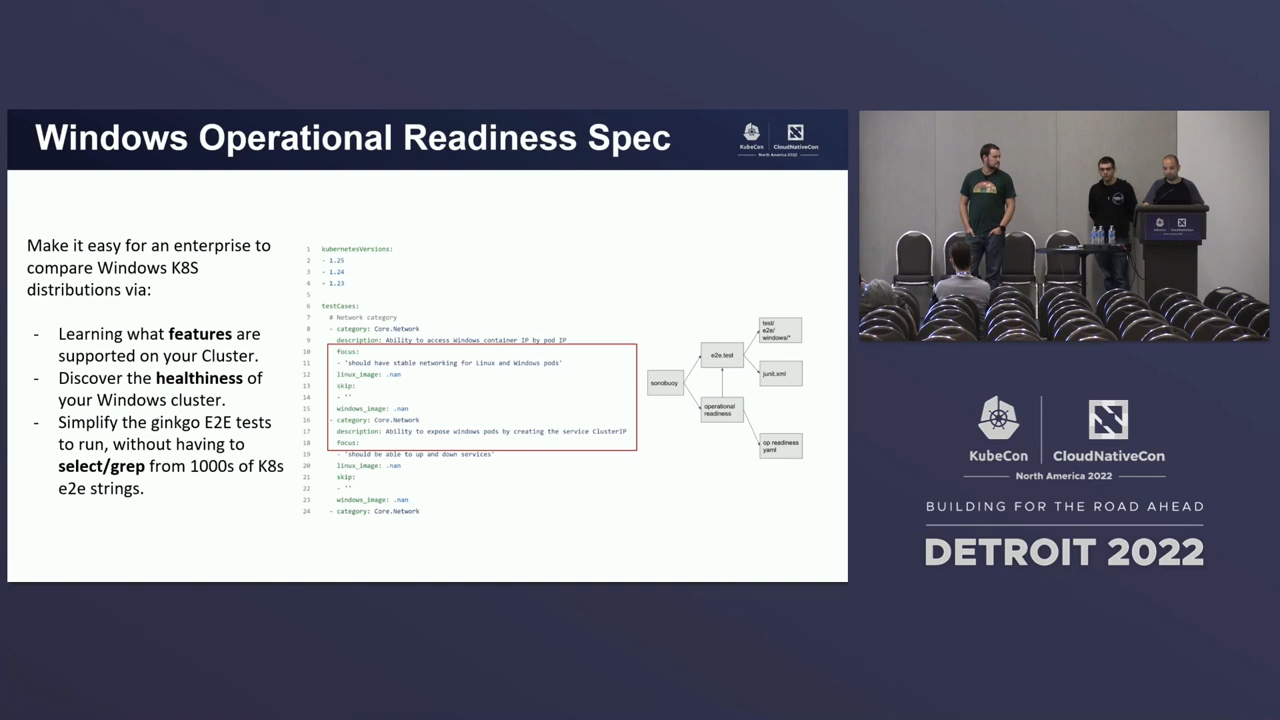 Windows Operational Readiness Spec
KubeCon
CloudNativeCon
North America 2022
Make it easy for an enterprise to
compare Windows K8S
distributions via:
- Learning what features are
supported on your Cluster.
- Discover the healthiness of
your Windows cluster.
- Simplify the ginkgo E2E tests
to run, without having to
select/grep from 1000s of K8s
e2e strings.
1 kubernetesVersions:
2 - 1.25
3 - 1.24
4 - 1.23
5
6 testCases:
7 # Network category
8 - category: Core.Network
9 description: Ability to access Windows container IP by pod IP
10 focus:
11 - 'should have stable networking for Linux and Windows pods'
12 linux_image: .nan
13 skip:
14 - ''
15 windows_image: .nan
16 - category: Core.Network
17 description: Ability to expose windows pods by creating the service ClusterIP
18 focus:
19 - 'should be able to up and down services'
20 linux_image: .nan
21 skip:
22 - ''
23 windows_image: .nan
24 - category: Core.Network
sonobuoy
e2e.test
operational
readiness
test/
e2e/
windows/*
junit.xml
op readiness
yaml
KubeCon
CloudNativeCon
North America 2022
BUILDING FOR THE ROAD AHEAD
DETROIT 2022